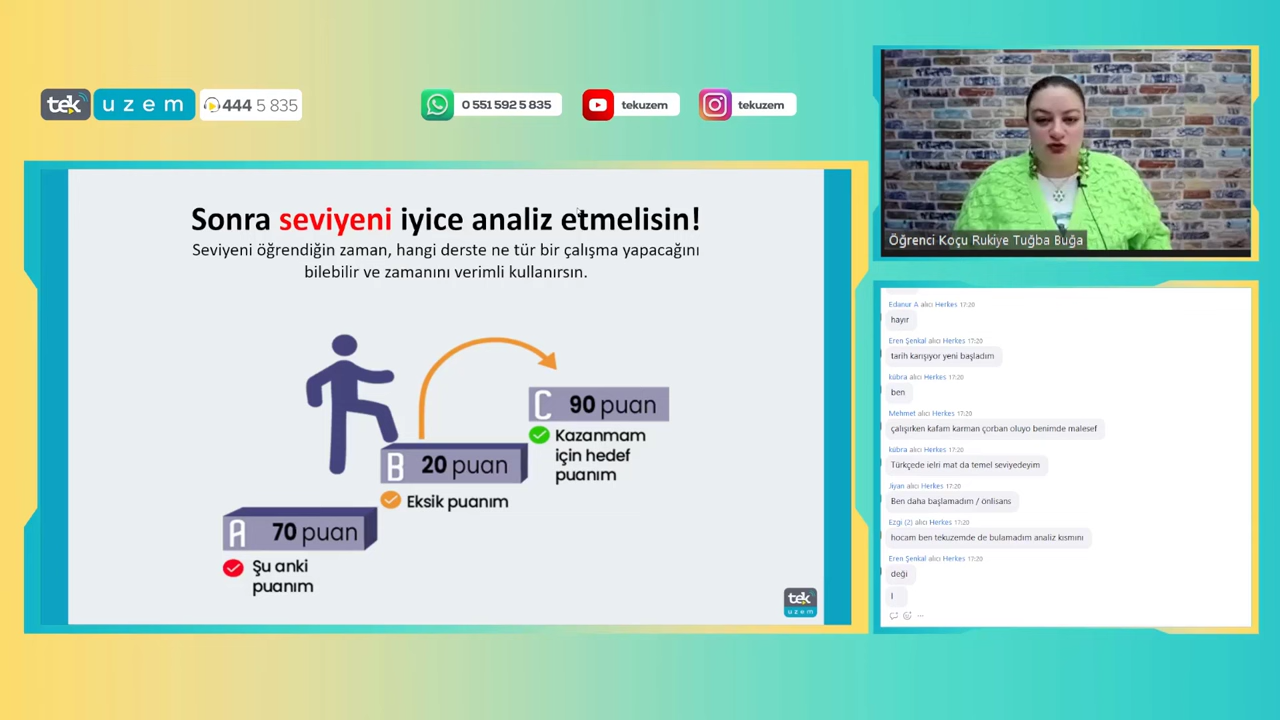 tek uzem 444 5 835
0 551 592 5 835
tekuzem
tekuzem
Sonra seviyeni iyice analiz etmelisin!
Seviyeni öğrendiğin zaman, hangi derste ne tür bir çalışma yapacağını
bilebilir ve zamanını verimli kullanırsın.
C 90 puan
Kazanmam
için hedef
puanım
B 20 puan
Eksik puanım
A 70 puan
Şu anki
puanım
tek
uzem
Öğrenci Koçu Rukiye Tuğba Buğa
Edanur A alıcı Herkes 17:20
hayır
Eren Şenkal alıcı Herkes 17:20
tarih karışıyor yeni başladım
kübra alıcı Herkes 17:20
ben
Mehmet alıcı Herkes 17:20
çalışırken kafam karman çorban oluyo benimde malesef
kübra alıcı Herkes 17:20
Türkçede ielri mat da temel seviyedeyim
Jiyan alıcı Herkes 17:20
Ben daha başlamadım / önlisans
Ezgi (2) alıcı Herkes 17:20
hocam ben tekuzemde de bulamadım analiz kısmını
Eren Şenkal alıcı Herkes 17:20
deği
l